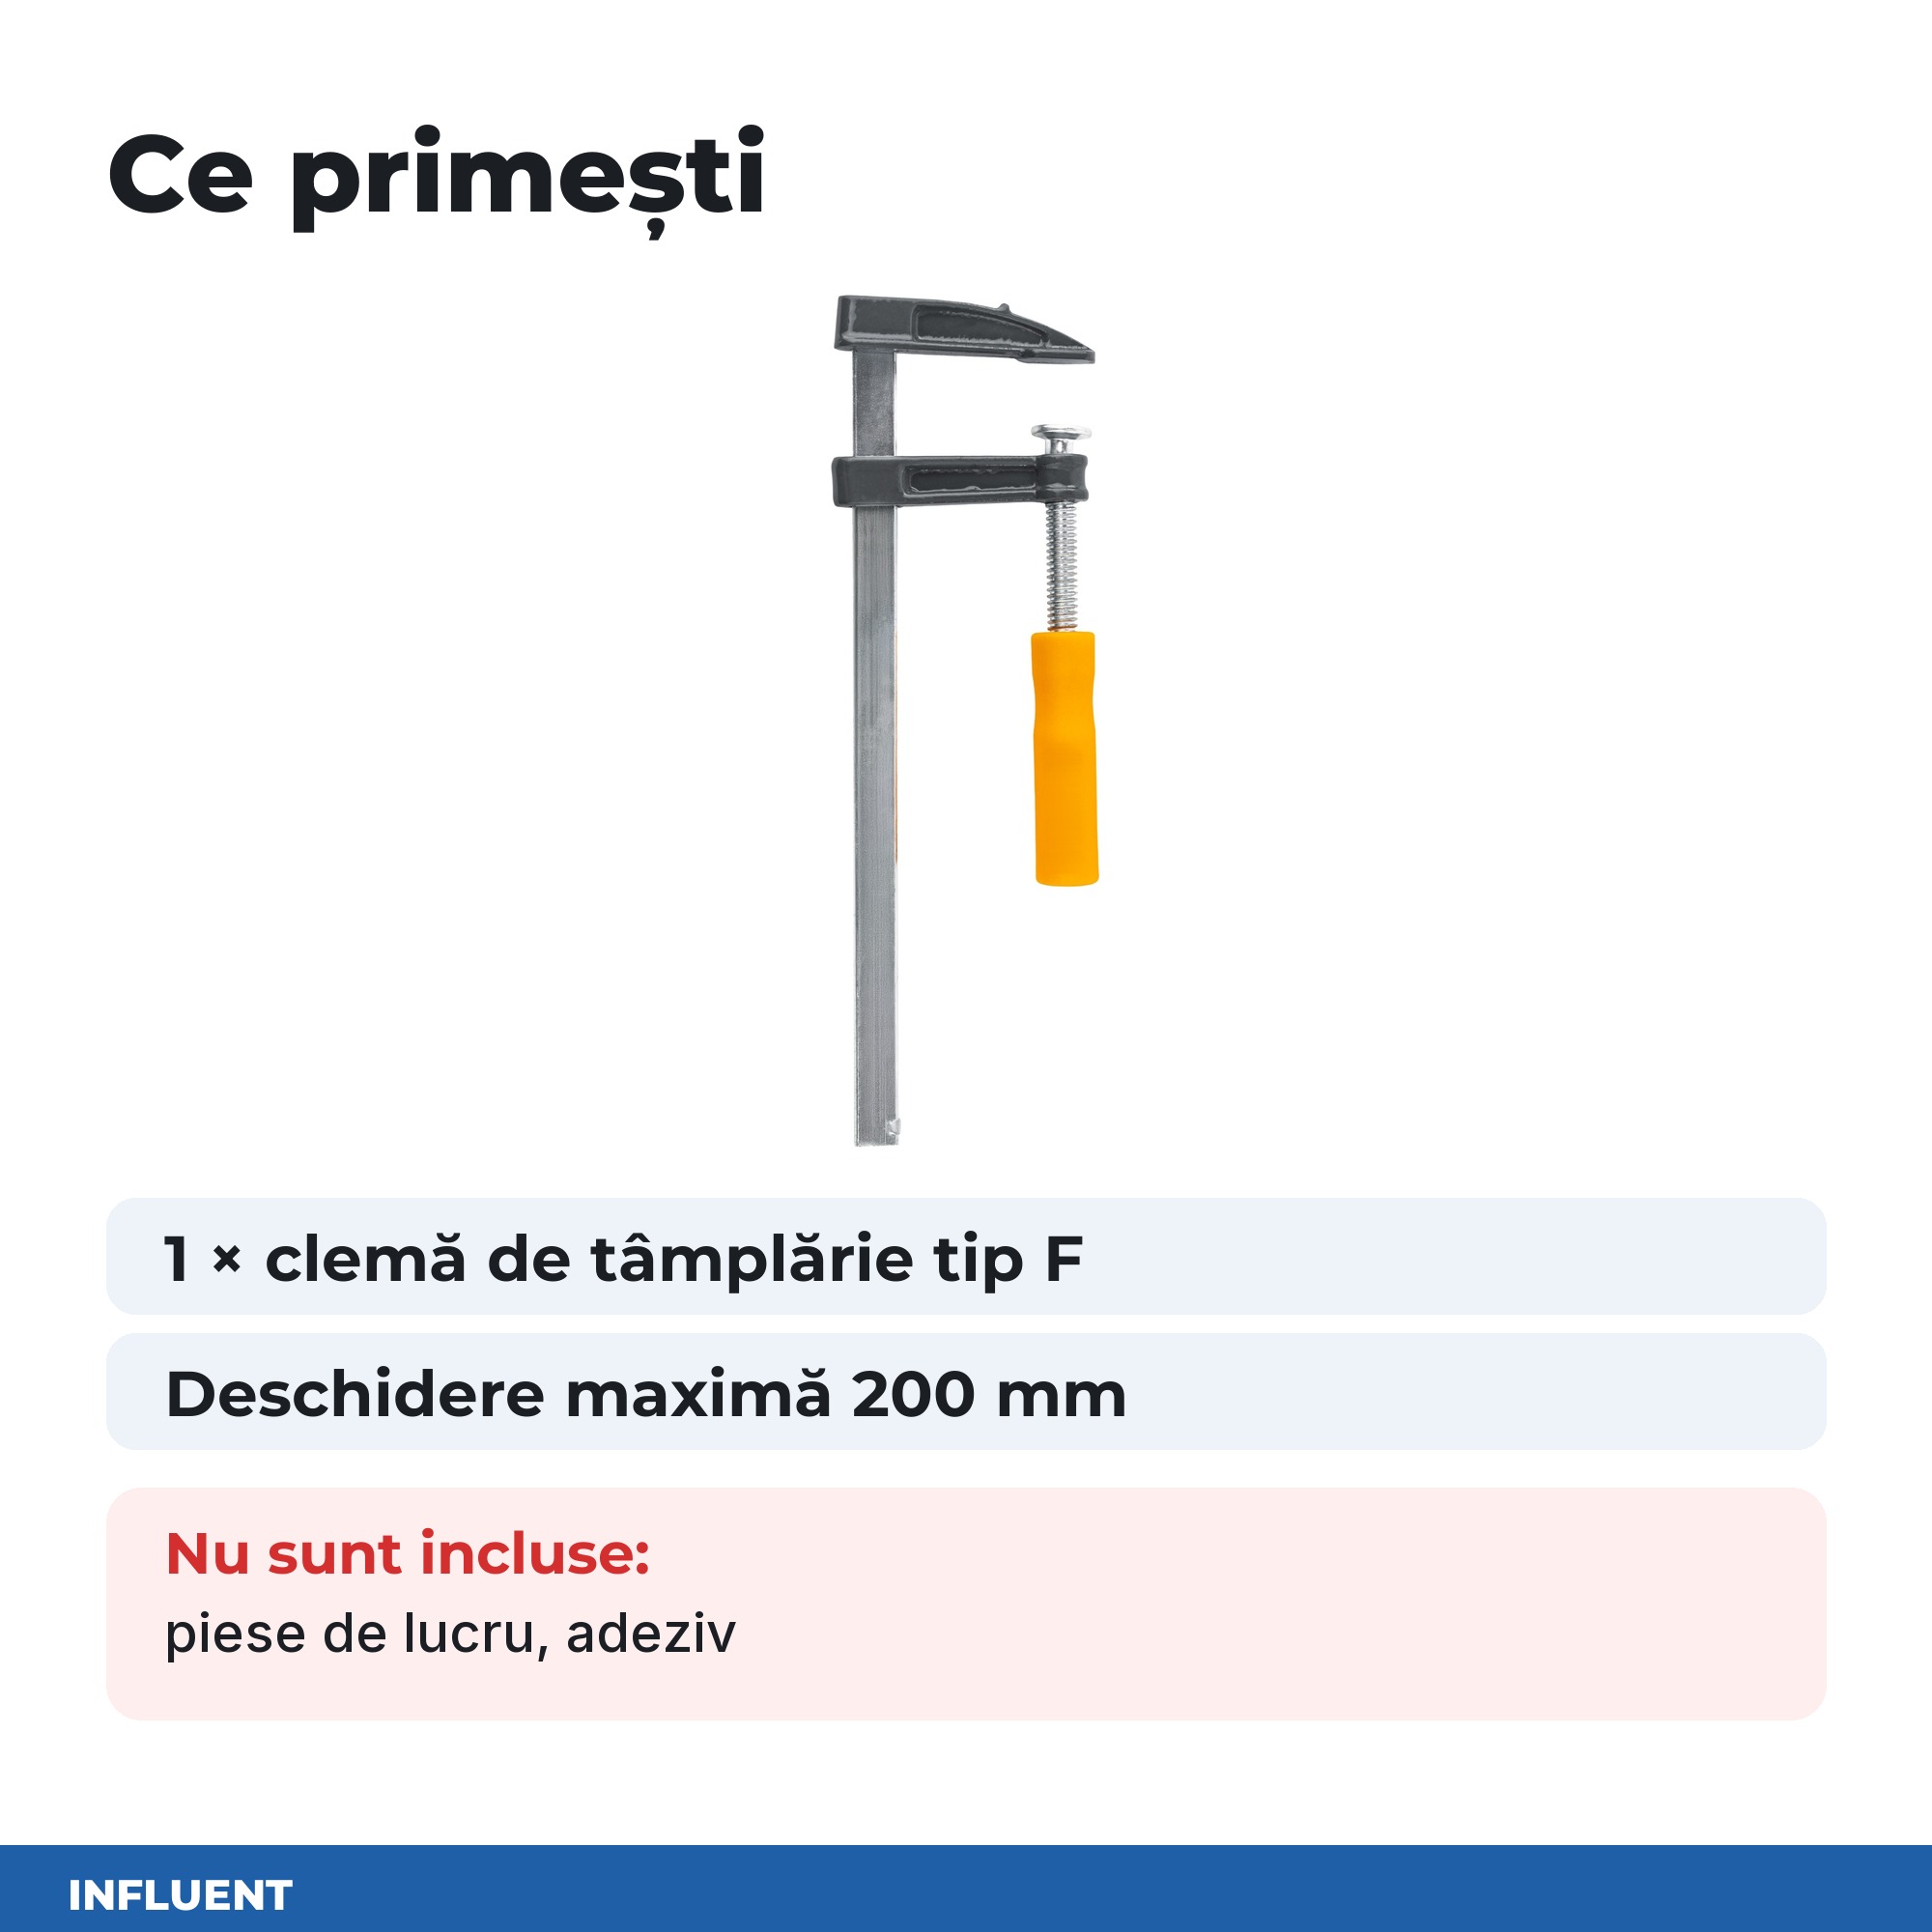 Ce primești
1 × clemă de tâmplărie tip F
Deschidere maximă 200 mm
Nu sunt incluse:
piese de lucru, adeziv
INFLUENT